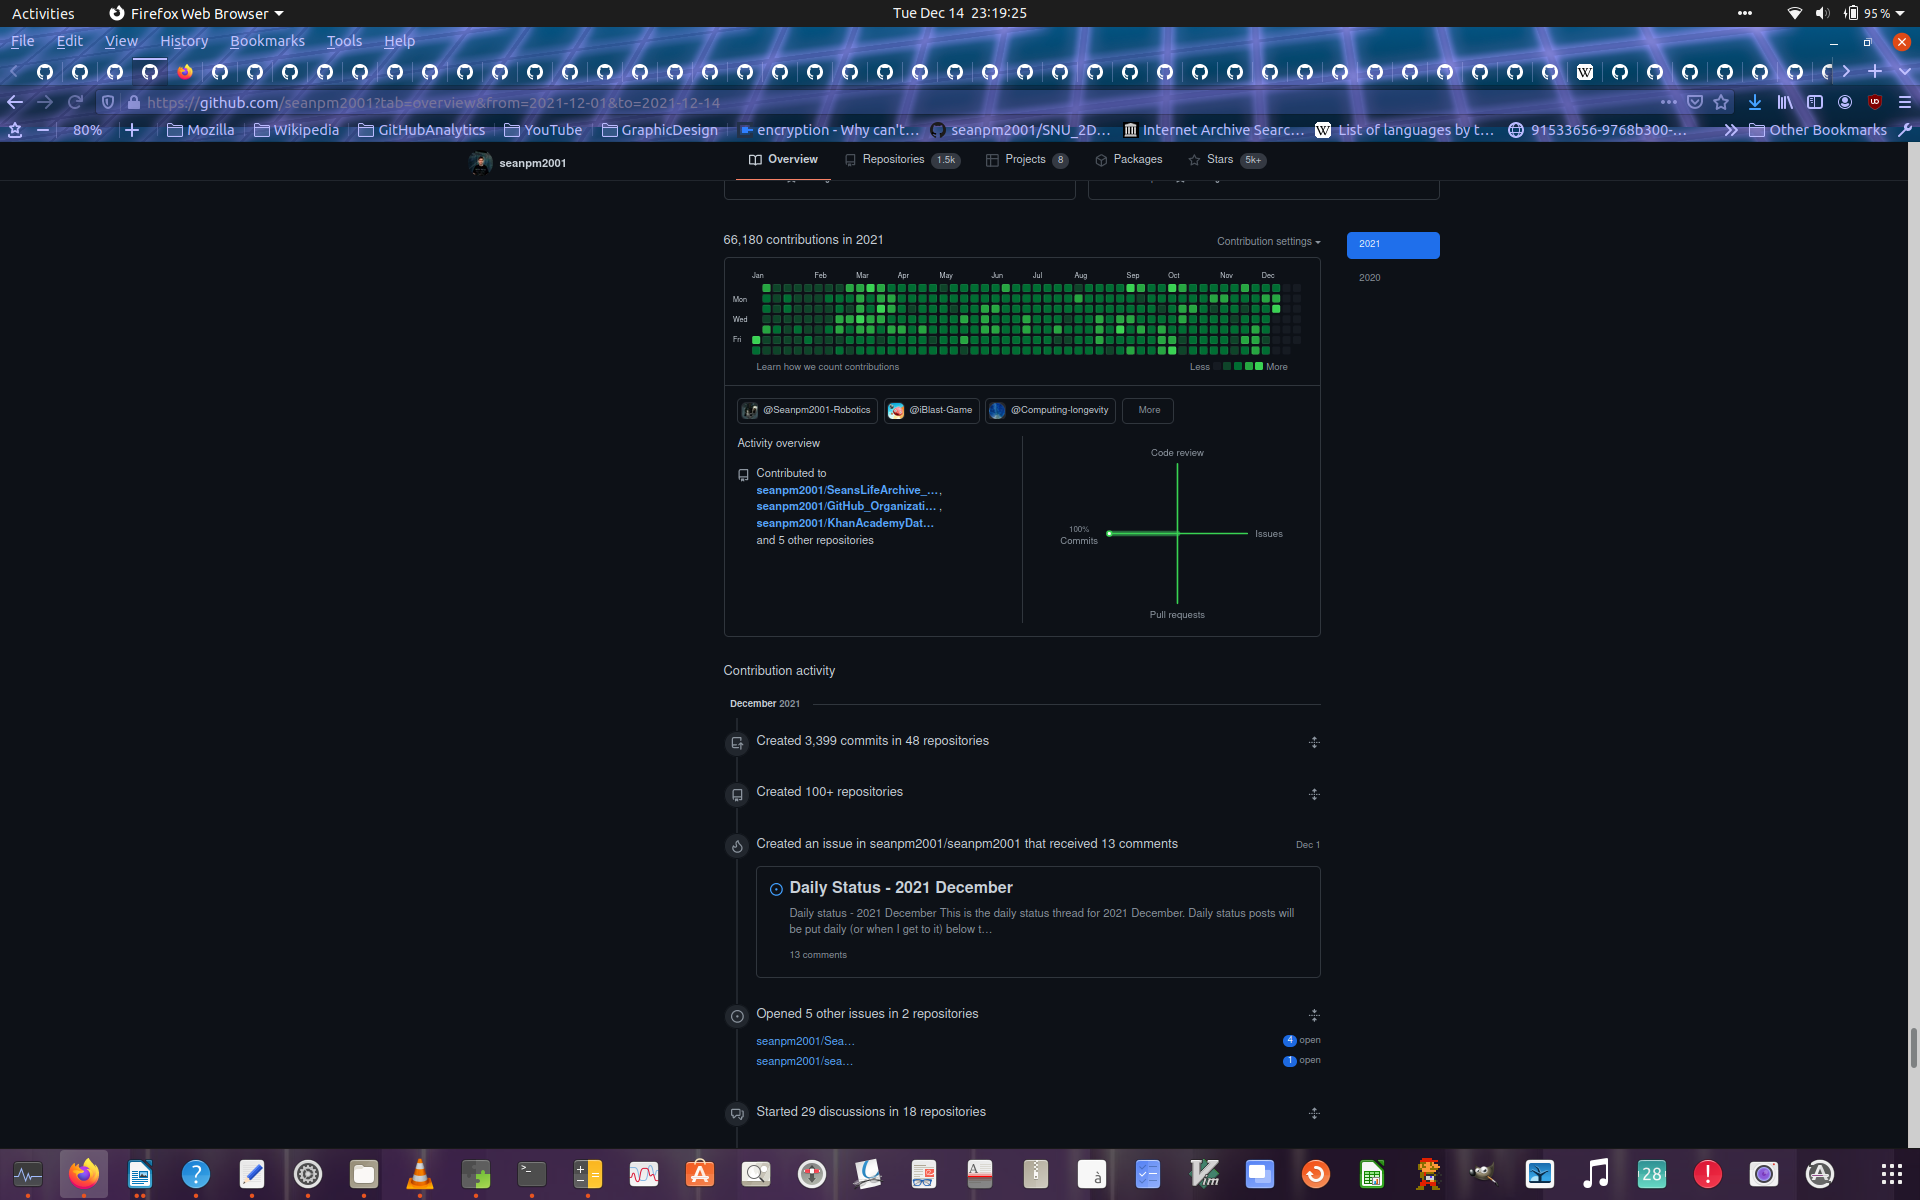 Activities
Firefox Web Browser
Tue Dec 14 23:19:25
95 %
File Edit View History Bookmarks Tools Help
https://github.com/seanpm2001?tab=overview&from=2021-12-01&to=2021-12-14
80%
Mozilla
Wikipedia
GitHubAnalytics
YouTube
GraphicDesign
encryption - Why can't…
seanpm2001/SNU_2D…
Internet Archive Searc…
List of languages by t…
91533656-9768b300-…
Other Bookmarks
seanpm2001
Overview
Repositories 1.5k
Projects 8
Packages
Stars 5k+
66,180 contributions in 2021
Contribution settings
2021
2020
Jan Feb Mar Apr May Jun Jul Aug Sep Oct Nov Dec
Mon
Wed
Fri
Learn how we count contributions
Less More
@Seanpm2001-Robotics
@iBlast-Game
@Computing-longevity
More
Activity overview
Contributed to
seanpm2001/SeansLifeArchive_…,
seanpm2001/GitHub_Organizati… ,
seanpm2001/KhanAcademyDat…
and 5 other repositories
Code review
100%
Commits
Issues
Pull requests
Contribution activity
December 2021
Created 3,399 commits in 48 repositories
Created 100+ repositories
Created an issue in seanpm2001/seanpm2001 that received 13 comments
Dec 1
Daily Status - 2021 December
Daily status - 2021 December This is the daily status thread for 2021 December. Daily status posts will
be put daily (or when I get to it) below t…
13 comments
Opened 5 other issues in 2 repositories
seanpm2001/Sea…
4 open
seanpm2001/sea…
1 open
Started 29 discussions in 18 repositories
28